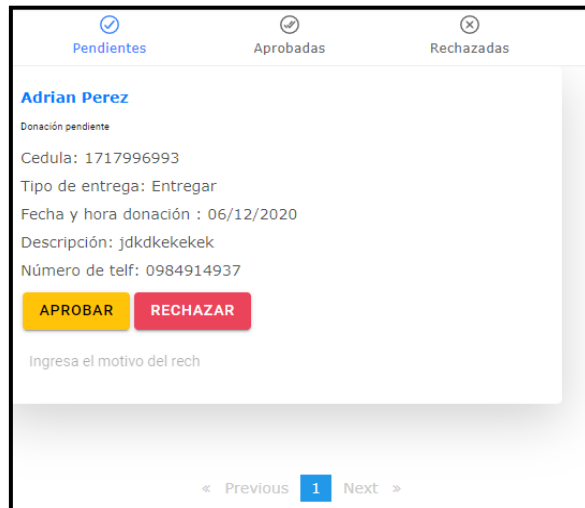 Pendientes Aprobadas Rechazadas
Adrian Perez
Donación pendiente
Cedula: 1717996993
Tipo de entrega: Entregar
Fecha y hora donación : 06/12/2020
Descripción: jdkdkekekek
Número de telf: 0984914937
APROBAR RECHAZAR
Ingresa el motivo del rech
« Previous 1 Next »